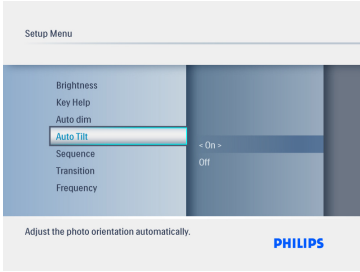 Setup Menu
Brightness
Key Help
Auto dim
Auto Tilt
Sequence
Transition
Frequency
< On >
Off
Adjust the photo orientation automatically.
PHILIPS